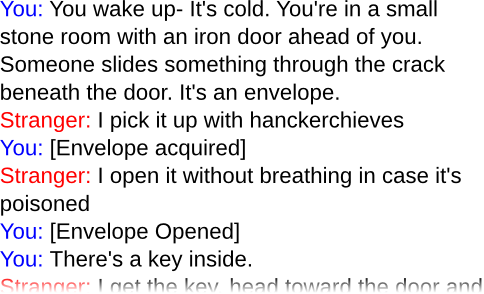 You: You wake up- It's cold. You're in a small
stone room with an iron door ahead of you.
Someone slides something through the crack
beneath the door. It's an envelope.
Stranger: I pick it up with hanckerchieves
You: [Envelope acquired]
Stranger: I open it without breathing in case it's
poisoned
You: [Envelope Opened]
You: There's a key inside.
Stranger: I get the key, head toward the door and